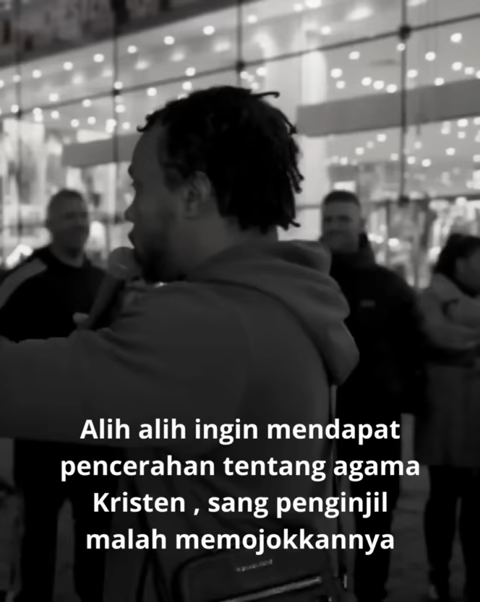 Alih alih ingin mendapat
pencerahan tentang agama
Kristen , sang penginjil
malah memojokkannya